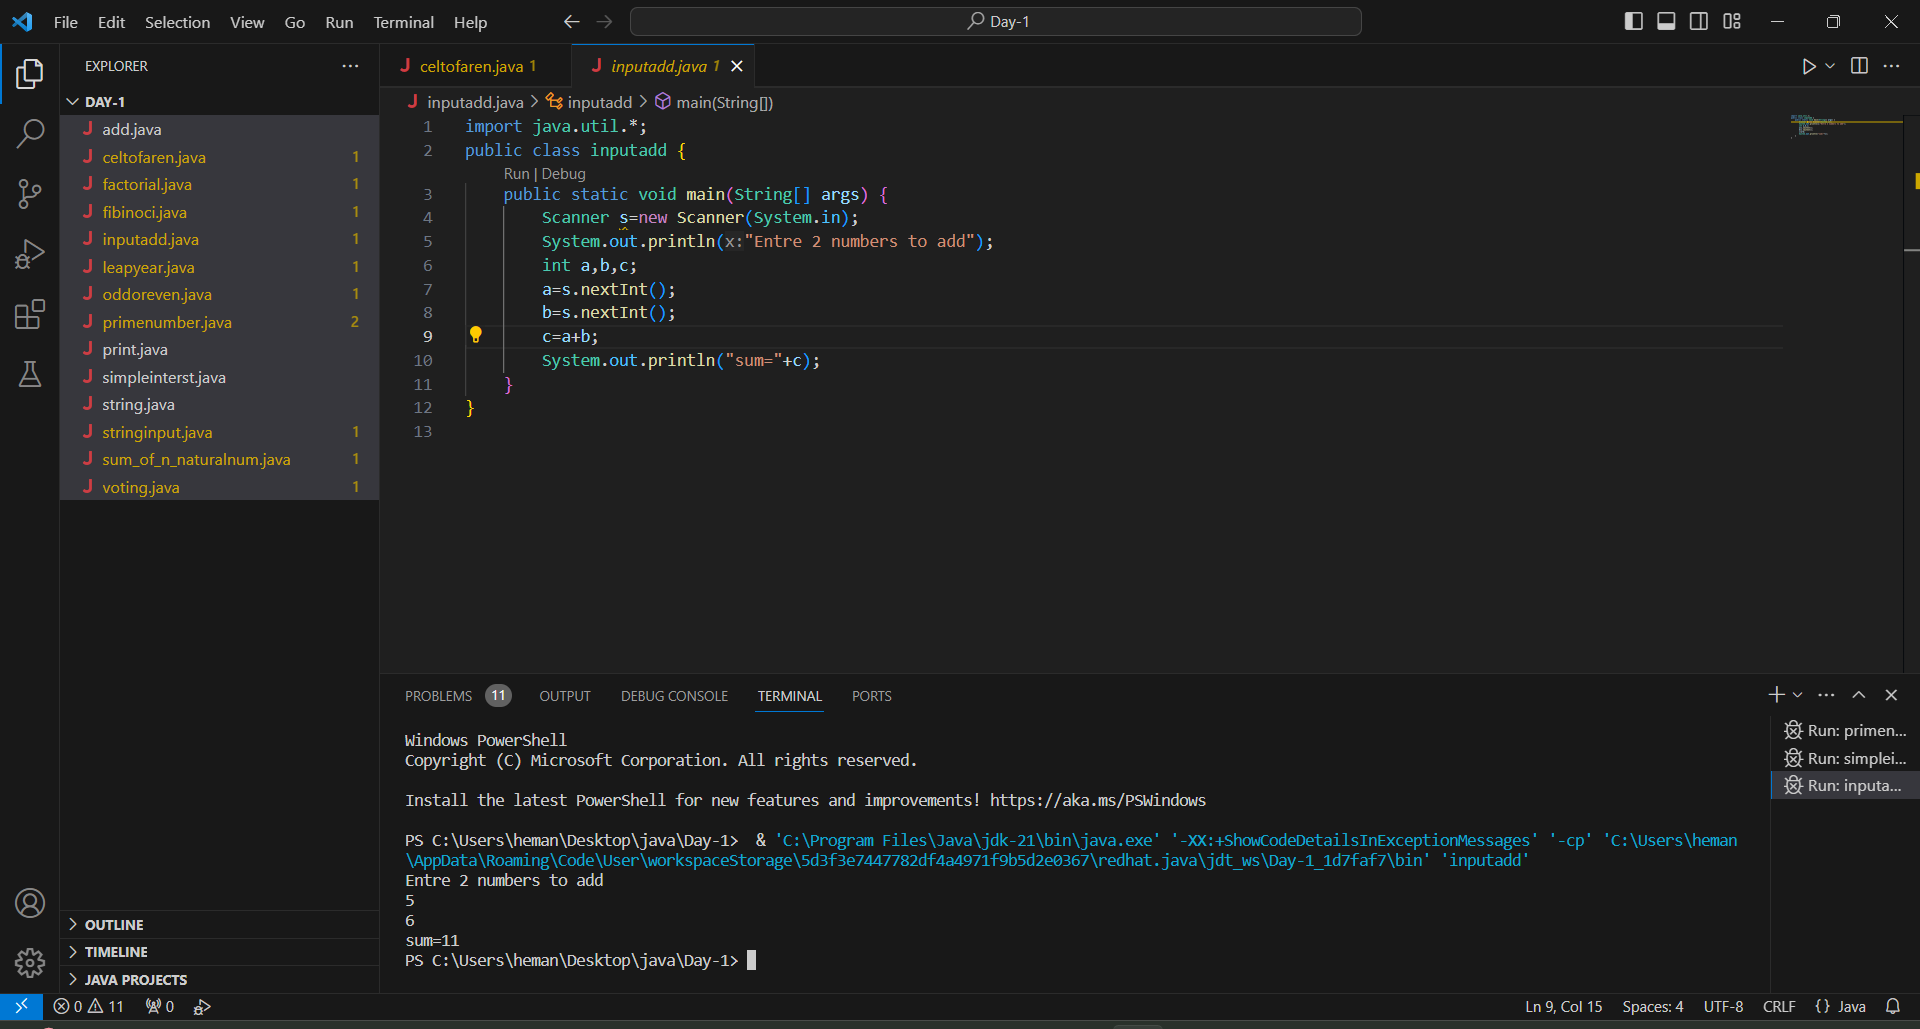 File Edit Selection View Go Run Terminal Help
Day-1
EXPLORER
DAY-1
add.java
celtofaren.java 1
factorial.java 1
fibinoci.java 1
inputadd.java 1
leapyear.java 1
oddoreven.java 1
primenumber.java 2
print.java
simpleinterst.java
string.java
stringinput.java 1
sum_of_n_naturalnum.java 1
voting.java 1
OUTLINE
TIMELINE
JAVA PROJECTS
celtofaren.java 1 inputadd.java 1
inputadd.java > inputadd > main(String[])
1 import java.util.*;
2 public class inputadd {
Run | Debug
3 public static void main(String[] args) {
4 Scanner s=new Scanner(System.in);
5 System.out.println(x:"Entre 2 numbers to add");
6 int a,b,c;
7 a=s.nextInt();
8 b=s.nextInt();
9 c=a+b;
10 System.out.println("sum="+c);
11 }
12 }
13
PROBLEMS 11 OUTPUT DEBUG CONSOLE TERMINAL PORTS
Windows PowerShell
Copyright (C) Microsoft Corporation. All rights reserved.
Install the latest PowerShell for new features and improvements! https://aka.ms/PSWindows
PS C:\Users\heman\Desktop\java\Day-1> & 'C:\Program Files\Java\jdk-21\bin\java.exe' '-XX:+ShowCodeDetailsInExceptionMessages' '-cp' 'C:\Users\heman
\AppData\Roaming\Code\User\workspaceStorage\5d3f3e7447782df4a4971f9b5d2e0367\redhat.java\jdt_ws\Day-1_1d7faf7\bin' 'inputadd'
Entre 2 numbers to add
5
6
sum=11
PS C:\Users\heman\Desktop\java\Day-1>
Run: primen...
Run: simplei...
Run: inputa...
0 11 0 Ln 9, Col 15 Spaces: 4 UTF-8 CRLF {} Java